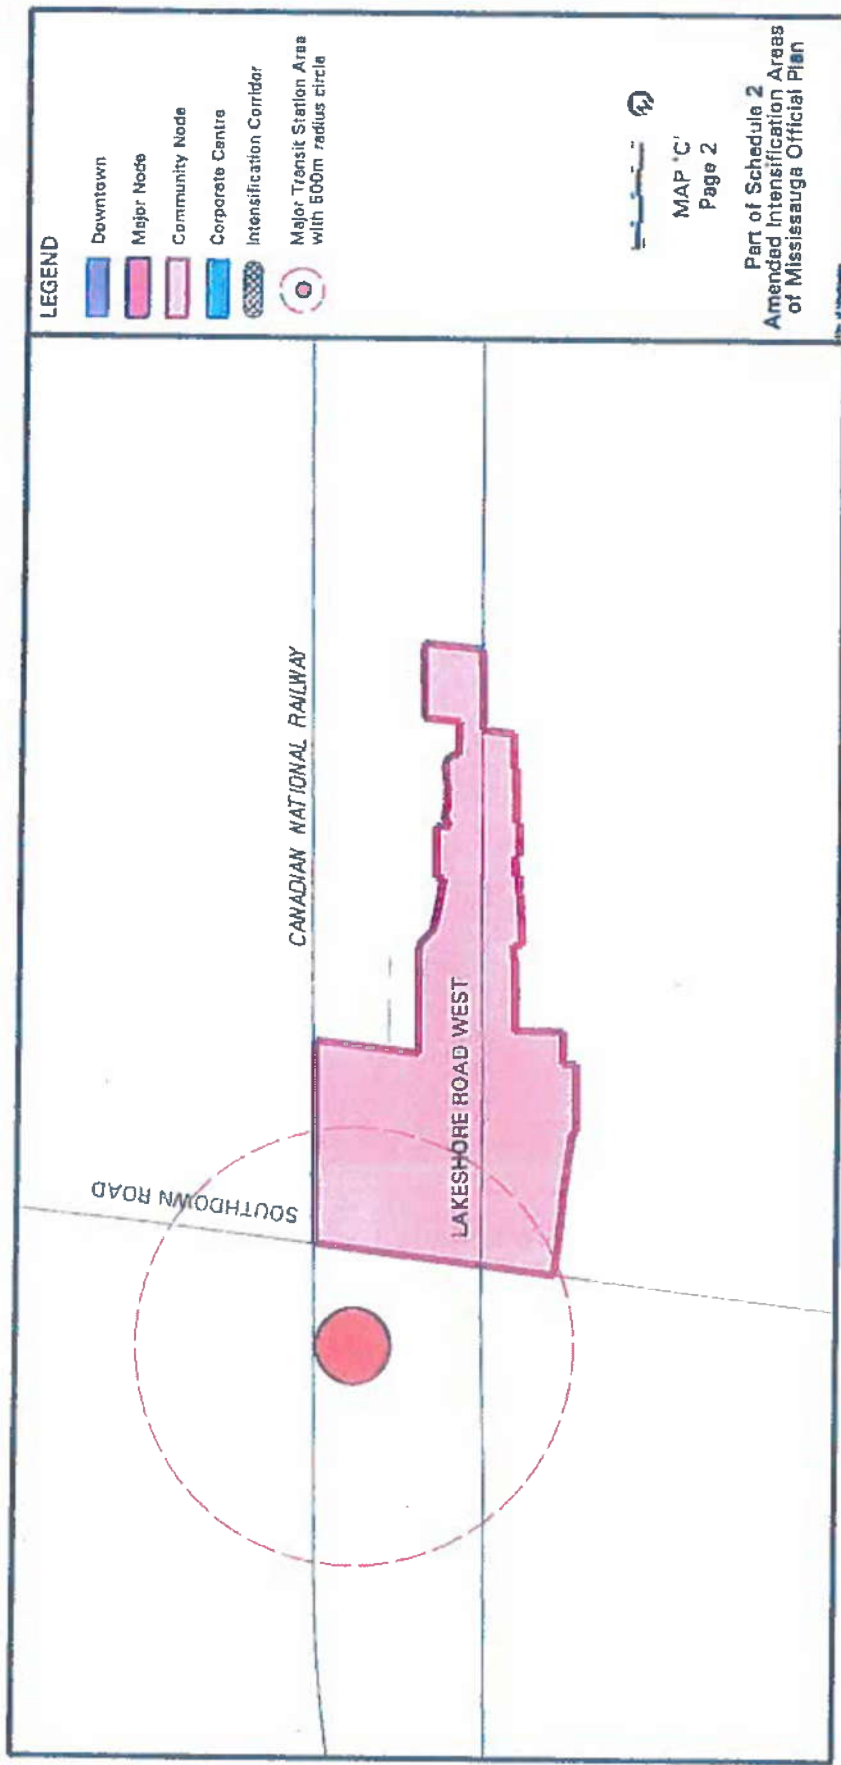 LEGEND
Downtown
Major Node
Community Node
Corporate Centre
Intensification Corridor
Major Transit Station Area
with 500m radius circle
MAP 'C'
Page 2
Part of Schedule 2
Amended Intensification Areas
of Mississauga Official Plan
CANADIAN NATIONAL RAILWAY
SOUTHDOWN ROAD
LAKESHORE ROAD WEST